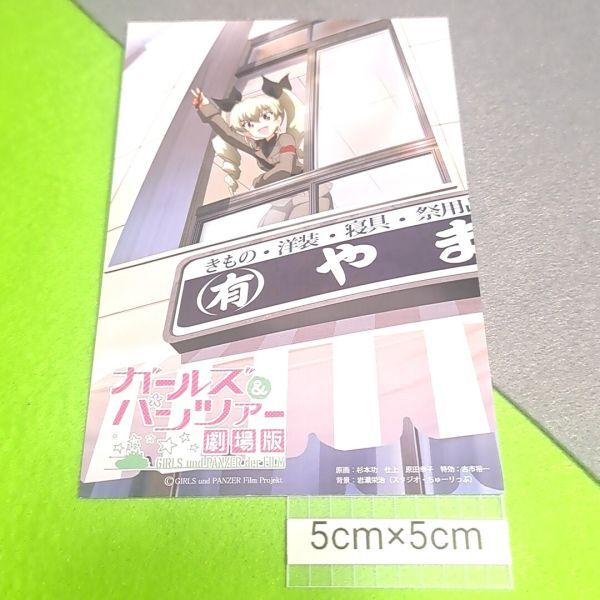 きもの・洋装・寝具・祭用品
有 やま
ガールズ&
パンツァー
劇場版
GIRLS und PANZER der FILM
©GIRLS und PANZER Film Projekt
原画：杉本功 仕上：原田幸子 特効：古市裕一
背景：岩瀬栄治（スタジオ・ちゅーりっぷ）
5cm×5cm